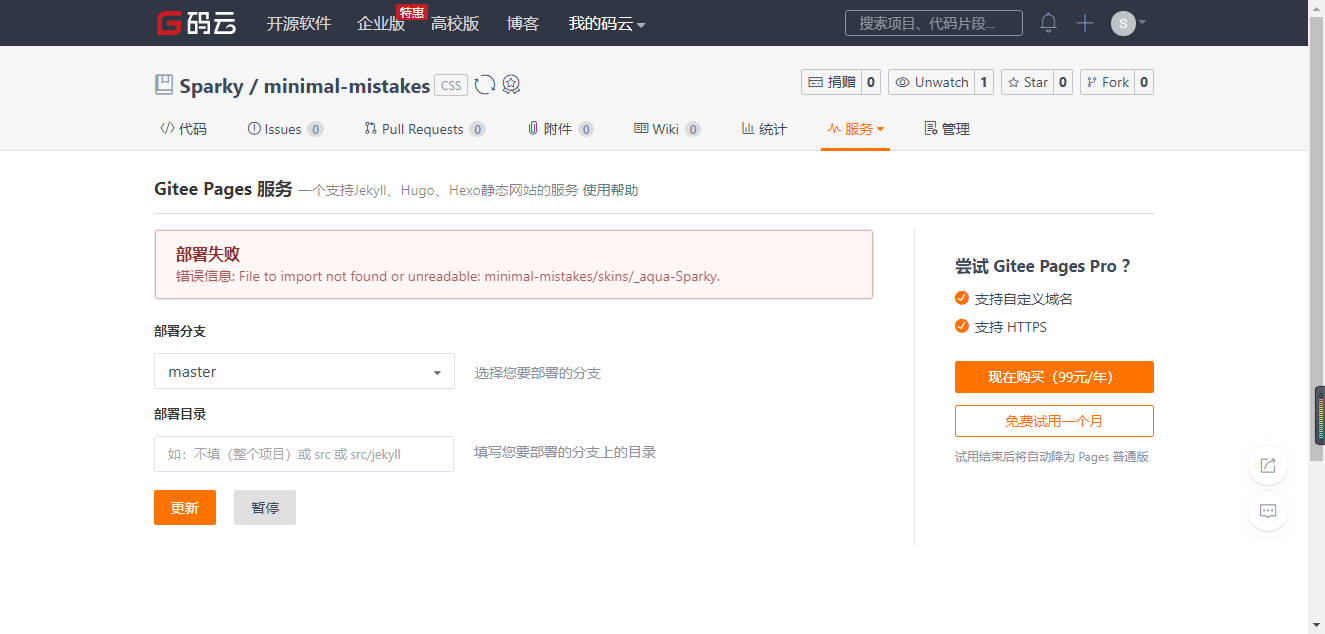 码云 开源软件 企业版 特惠 高校版 博客 我的码云 搜索项目、代码片段... S
Sparky / minimal-mistakes CSS 捐赠 0 Unwatch 1 Star 0 Fork 0
代码 Issues 0 Pull Requests 0 附件 0 Wiki 0 统计 服务 管理
Gitee Pages 服务 一个支持Jekyll、Hugo、Hexo静态网站的服务 使用帮助
部署失败
错误信息: File to import not found or unreadable: minimal-mistakes/skins/_aqua-Sparky.
部署分支
master 选择您要部署的分支
部署目录
如：不填（整个项目）或 src 或 src/jekyll 填写您要部署的分支上的目录
更新 暂停
尝试 Gitee Pages Pro ?
支持自定义域名
支持 HTTPS
现在购买（99元/年）
免费试用一个月
试用结束后将自动降为 Pages 普通版